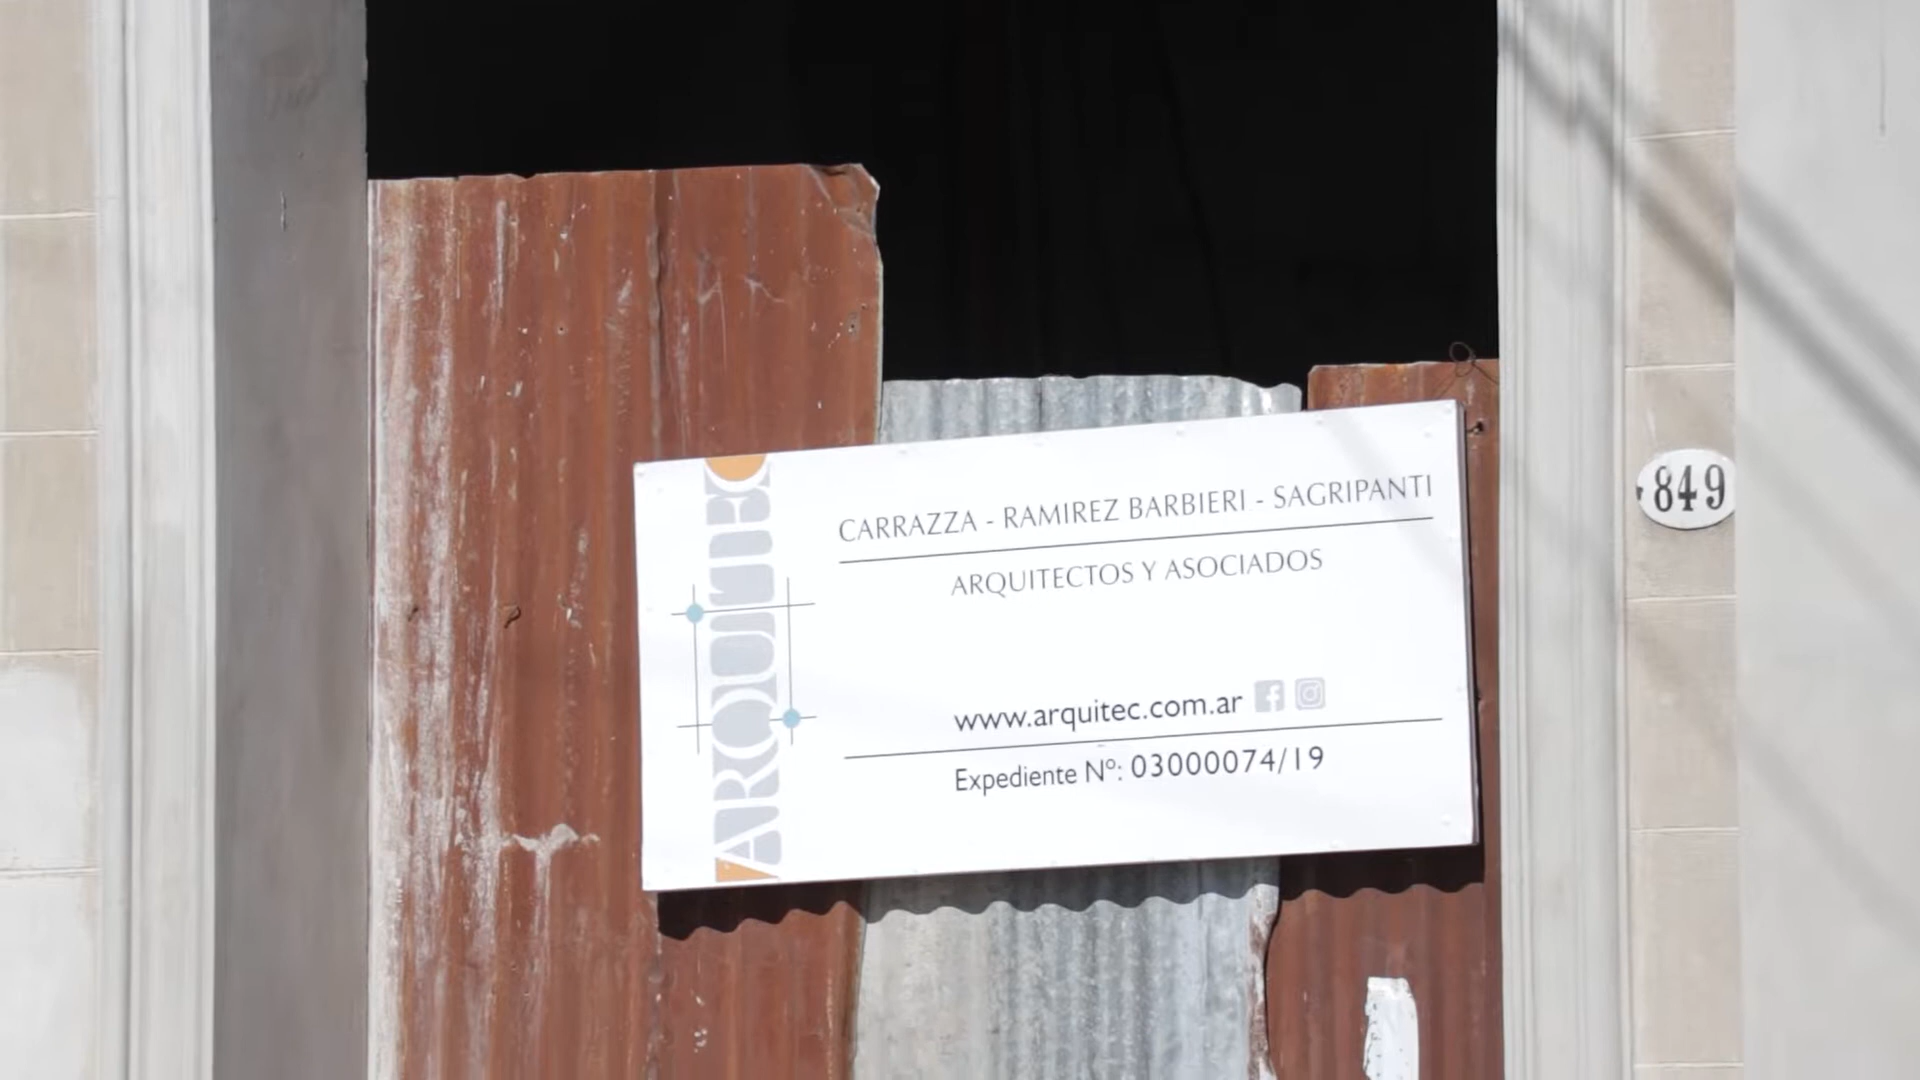 ARQUITEC
CARRAZZA - RAMIREZ BARBIERI - SAGRIPANTI
ARQUITECTOS Y ASOCIADOS
www.arquitec.com.ar
Expediente Nº: 03000074/19
849